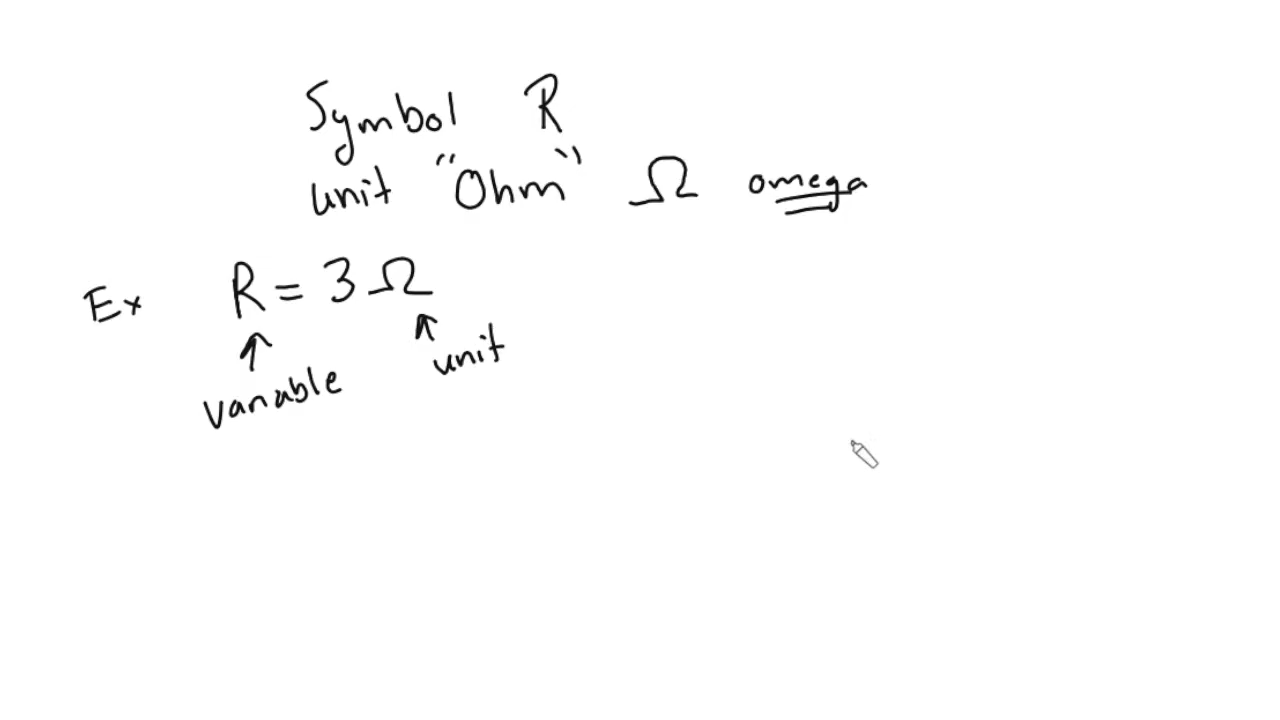 Symbol R
unit "Ohm" Ω omega
Ex R = 3 Ω
variable unit